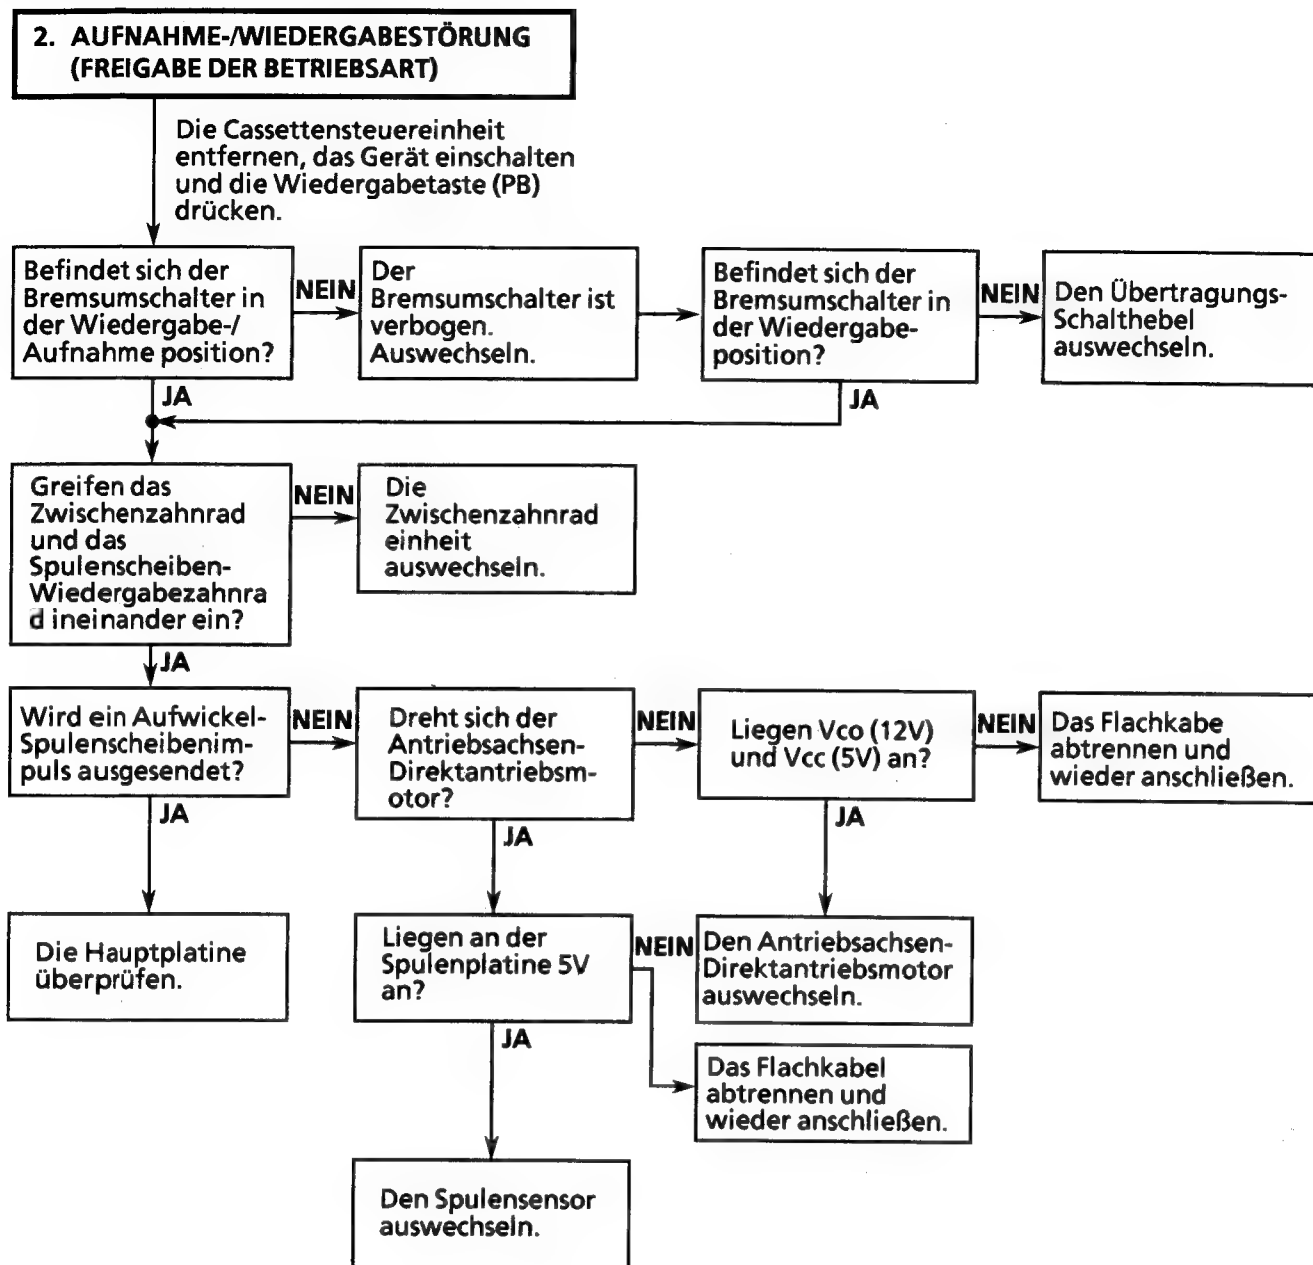 2. AUFNAHME-/WIEDERGABESTÖRUNG
(FREIGABE DER BETRIEBSART)
Die Cassettensteuereinheit
entfernen, das Gerät einschalten
und die Wiedergabetaste (PB)
drücken.
Befindet sich der
Bremsumschalter in
der Wiedergabe-/
Aufnahme position?
NEIN
Der
Bremsumschalter ist
verbogen.
Auswechseln.
Befindet sich der
Bremsumschalter in
der Wiedergabe-
position?
NEIN
Den Übertragungs-
Schalthebel
auswechseln.
JA
JA
Greifen das
Zwischenzahnrad
und das
Spulenscheiben-
Wiedergabezahnra
d ineinander ein?
NEIN
Die
Zwischenzahnrad
einheit
auswechseln.
JA
Wird ein Aufwickel-
Spulenscheibenim-
puls ausgesendet?
NEIN
Dreht sich der
Antriebsachsen-
Direktantriebsm-
otor?
NEIN
Liegen Vco (12V)
und Vcc (5V) an?
NEIN
Das Flachkabe
abtrennen und
wieder anschließen.
JA
JA
JA
Die Hauptplatine
überprüfen.
Liegen an der
Spulenplatine 5V
an?
NEIN
Den Antriebsachsen-
Direktantriebsmotor
auswechseln.
JA
Das Flachkabel
abtrennen und
wieder anschließen.
Den Spulensensor
auswechseln.